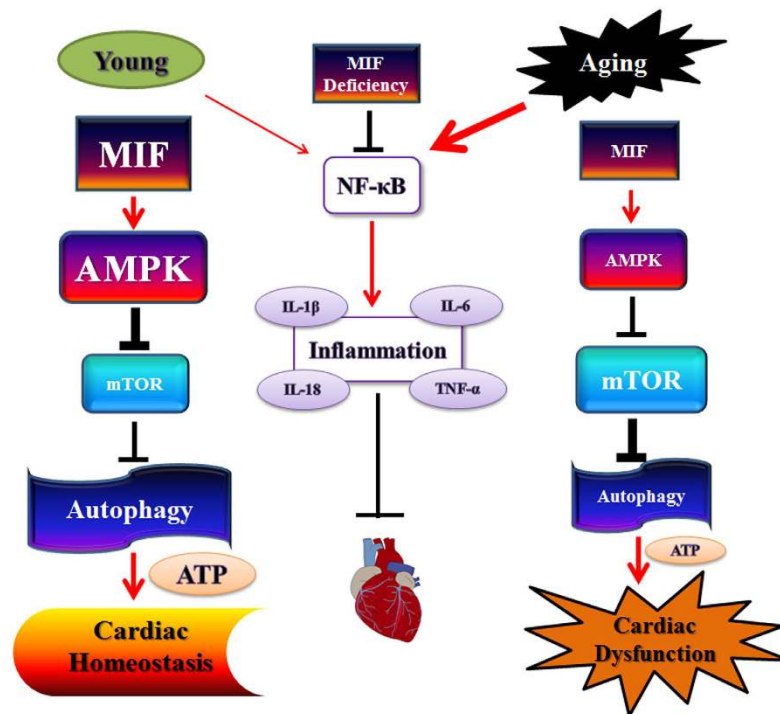 Young
MIF
Deficiency
Aging
MIF
NF-κB
MIF
AMPK
AMPK
IL-1β
IL-6
Inflammation
IL-18
TNF-α
mTOR
mTOR
Autophagy
Autophagy
ATP
ATP
Cardiac
Homeostasis
Cardiac
Dysfunction